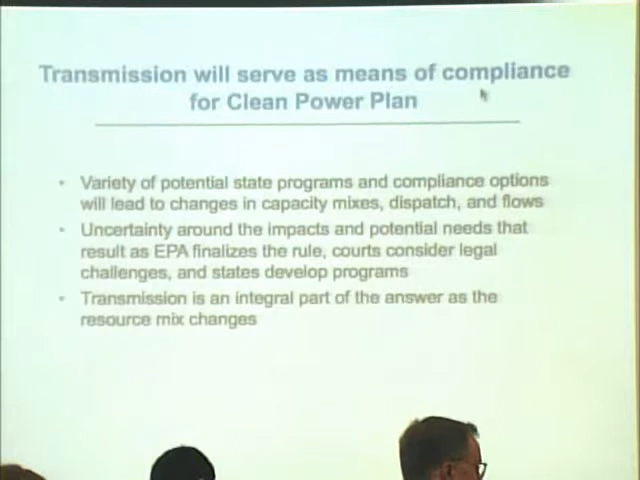 Transmission will serve as means of compliance
for Clean Power Plan
• Variety of potential state programs and compliance options
will lead to changes in capacity mixes, dispatch, and flows
• Uncertainty around the impacts and potential needs that
result as EPA finalizes the rule, courts consider legal
challenges, and states develop programs
• Transmission is an integral part of the answer as the
resource mix changes